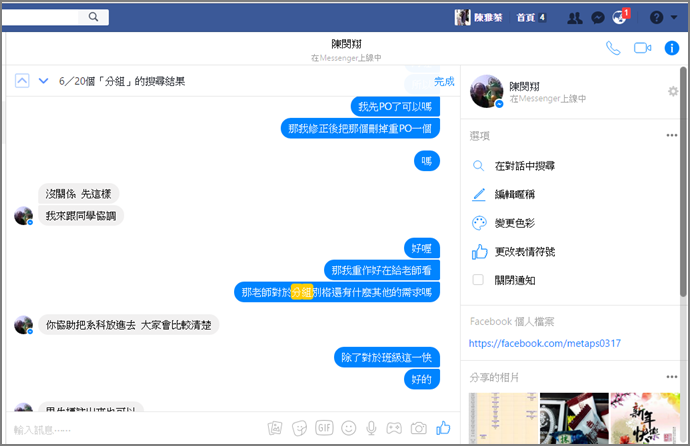 陳雅棻 首頁 4 1
陳閔翔
在Messenger上線中
6／20個「分組」的搜尋結果
完成
我先PO了可以嗎
那我修正後把那個刪掉重PO一個
嗎
沒關係 先這樣
我來跟同學協調
好喔
那我重作好在給老師看
那老師對於分組別格還有什麼其他的需求嗎
你協助把系科放進去 大家會比較清楚
除了對於班級這一快
好的
輸入訊息……
GIF
陳閔翔
在Messenger上線中
選項
在對話中搜尋
編輯暱稱
變更色彩
更改表情符號
關閉通知
Facebook 個人檔案
https://facebook.com/metaps0317
分享的相片
新年快樂